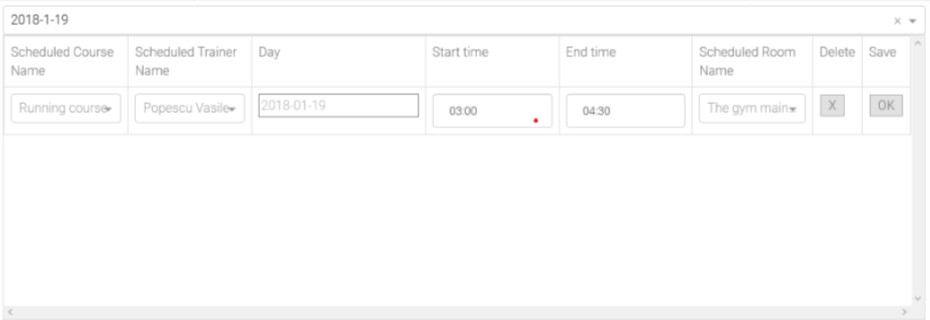 2018-1-19
Scheduled Course Name
Scheduled Trainer Name
Day
Start time
End time
Scheduled Room Name
Delete
Save
Running course
Popescu Vasile
2018-01-19
03:00
04:30
The gym main
X
OK